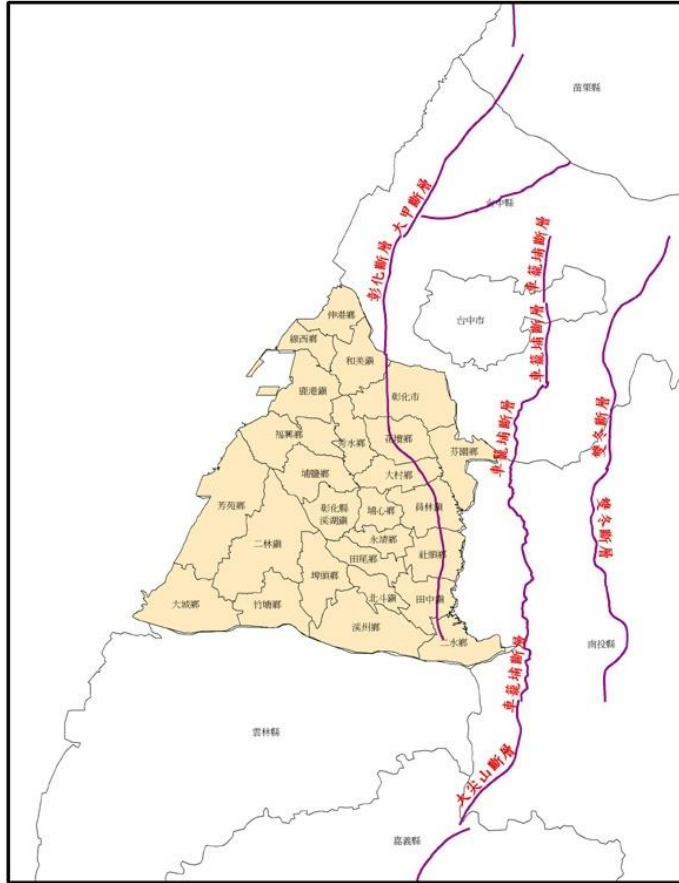 苗栗縣
大甲斷層
台中縣
車籠埔斷層
彰化斷層
台中市
車籠埔斷層
伸港鄉
線西鄉
和美鎮
鹿港鎮
彰化市
雙冬斷層
福興鄉
秀水鄉
花壇鄉
芬園鄉
車籠埔斷層
埔鹽鄉
大村鄉
芳苑鄉
彰化縣
溪湖鎮
埔心鄉
員林鎮
雙冬斷層
二林鎮
永靖鄉
田尾鄉
社頭鄉
埤頭鄉
大城鄉
竹塘鄉
北斗鎮
田中鎮
溪州鄉
二水鄉
南投縣
車籠埔斷層
雲林縣
大尖山斷層
嘉義縣